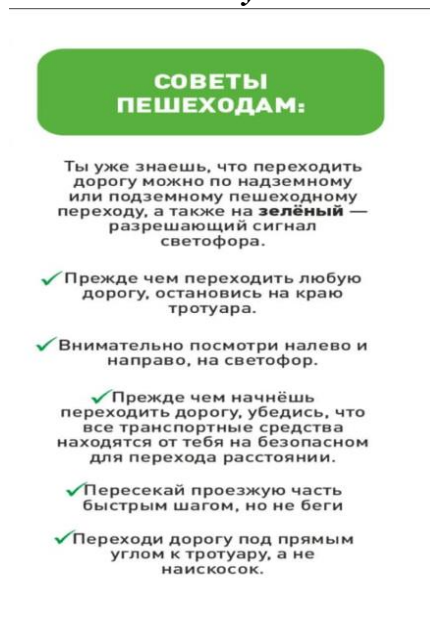 СОВЕТЫ
ПЕШЕХОДАМ:
Ты уже знаешь, что переходить
дорогу можно по надземному
или подземному пешеходному
переходу, а также на зелёный —
разрешающий сигнал
светофора.
✓Прежде чем переходить любую
дорогу, остановись на краю
тротуара.
✓Внимательно посмотри налево и
направо, на светофор.
✓Прежде чем начнёшь
переходить дорогу, убедись, что
все транспортные средства
находятся от тебя на безопасном
для перехода расстоянии.
✓Пересекай проезжую часть
быстрым шагом, но не беги
✓Переходи дорогу под прямым
углом к тротуару, а не
наискосок.